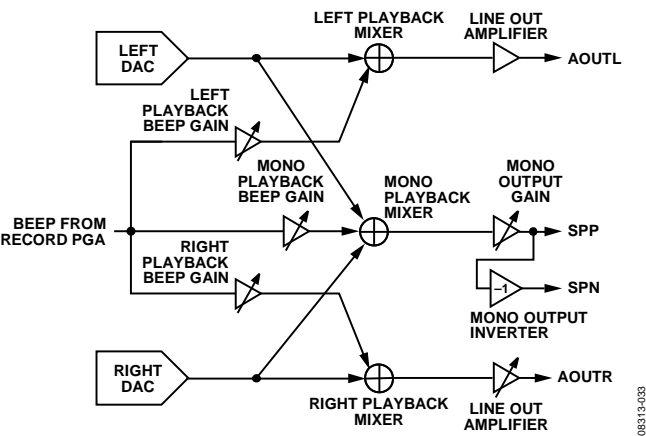 LEFT PLAYBACK
MIXER
LINE OUT
AMPLIFIER
LEFT
DAC
AOUTL
LEFT
PLAYBACK
BEEP GAIN
MONO
PLAYBACK
BEEP GAIN
MONO
PLAYBACK
MIXER
MONO
OUTPUT
GAIN
BEEP FROM
RECORD PGA
SPP
RIGHT
PLAYBACK
BEEP GAIN
–1
SPN
MONO OUTPUT
INVERTER
RIGHT
DAC
AOUTR
RIGHT PLAYBACK
MIXER
LINE OUT
AMPLIFIER
08313-033